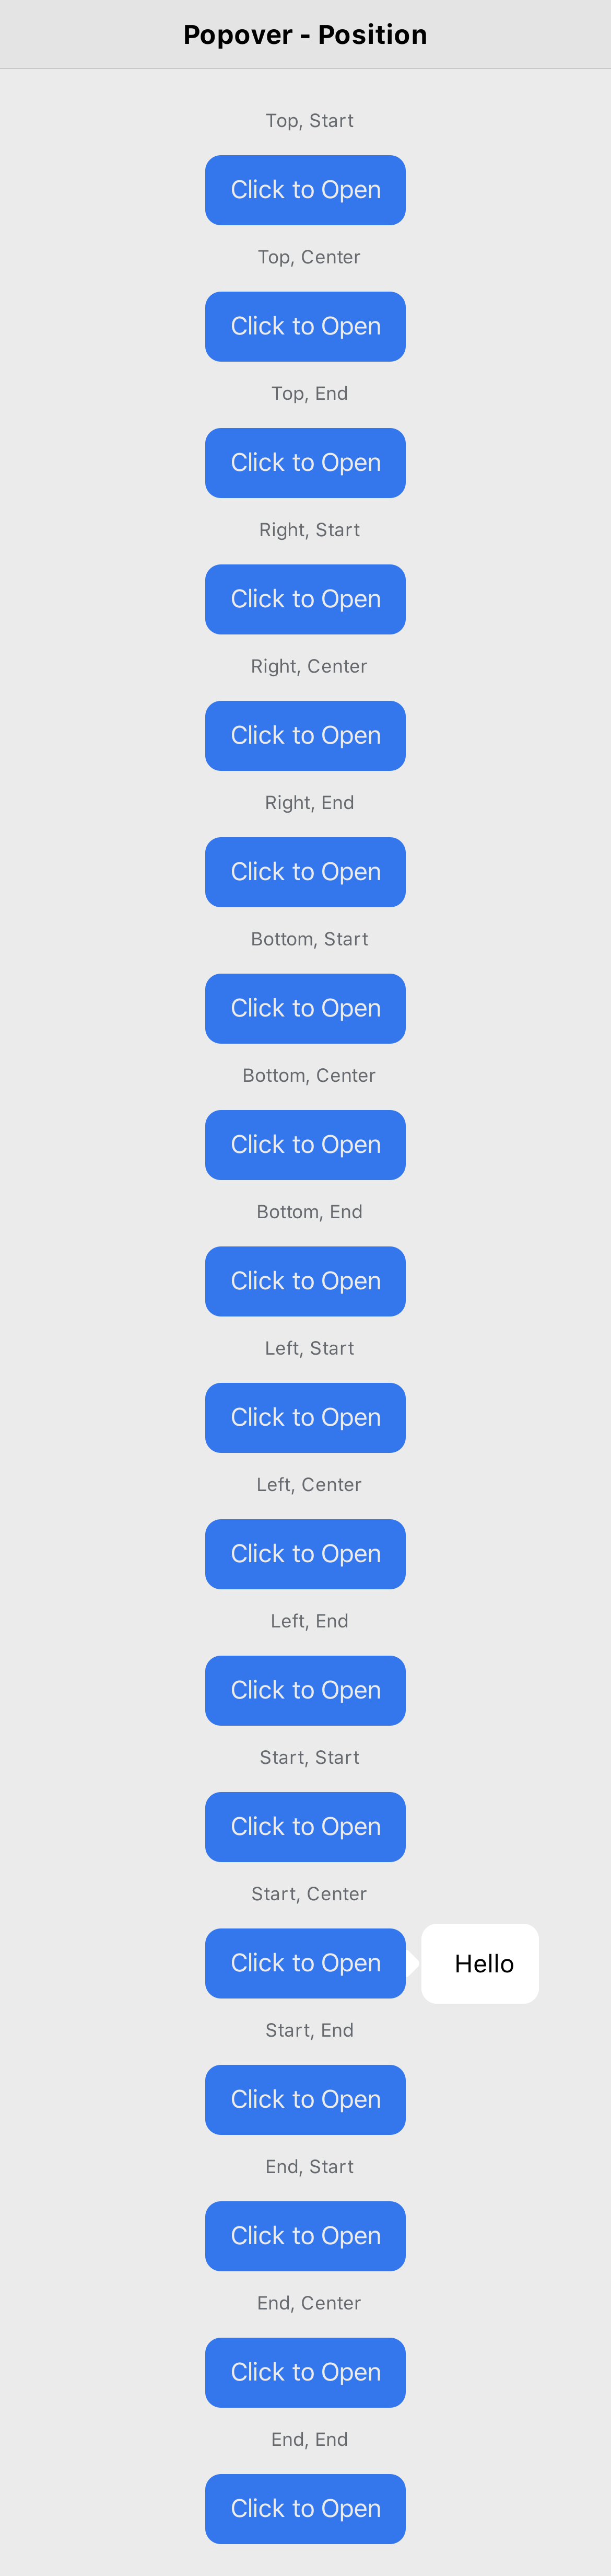 Popover - Position
Top, Start
Click to Open
Top, Center
Click to Open
Top, End
Click to Open
Right, Start
Click to Open
Right, Center
Click to Open
Right, End
Click to Open
Bottom, Start
Click to Open
Bottom, Center
Click to Open
Bottom, End
Click to Open
Left, Start
Click to Open
Left, Center
Click to Open
Left, End
Click to Open
Start, Start
Click to Open
Start, Center
Click to Open
Hello
Start, End
Click to Open
End, Start
Click to Open
End, Center
Click to Open
End, End
Click to Open